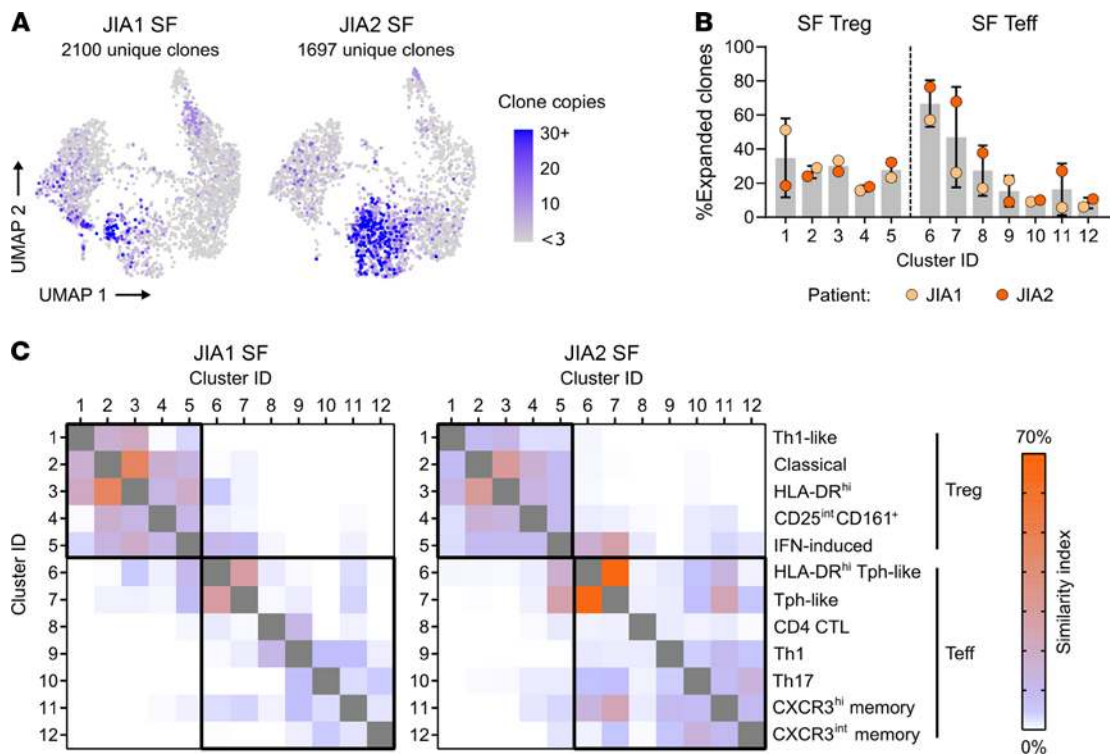 A
JIA1 SF
2100 unique clones
JIA2 SF
1697 unique clones
Clone copies
30+
20
10
<3
UMAP 2
UMAP 1
B
SF Treg
SF Teff
%Expanded clones
100
80
60
40
20
0
1 2 3 4 5 6 7 8 9 10 11 12
Cluster ID
Patient: JIA1 JIA2
C
JIA1 SF
Cluster ID
1 2 3 4 5 6 7 8 9 10 11 12
JIA2 SF
Cluster ID
1 2 3 4 5 6 7 8 9 10 11 12
Cluster ID
1
2
3
4
5
6
7
8
9
10
11
12
1
2
3
4
5
6
7
8
9
10
11
12
Th1-like
Classical
HLA-DRhi
CD25intCD161+
IFN-induced
HLA-DRhi Tph-like
Tph-like
CD4 CTL
Th1
Th17
CXCR3hi memory
CXCR3int memory
Treg
Teff
70%
Similarity index
0%